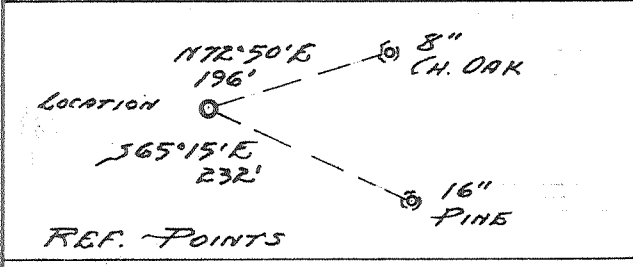 N72°50'E
196'
8"
CH. OAK
LOCATION
S65°15'E
232'
16"
PINE
REF. POINTS